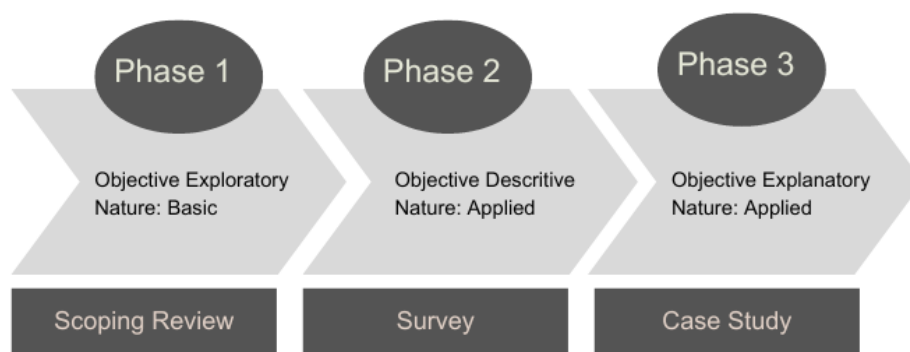 Phase 1
Phase 2
Phase 3
Objective Exploratory
Nature: Basic
Objective Descritive
Nature: Applied
Objective Explanatory
Nature: Applied
Scoping Review
Survey
Case Study